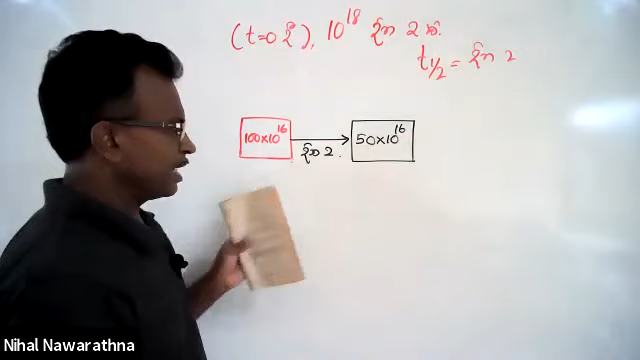 (t=0 දී), 10¹⁸ දින 2 යි.
t½ = දින 2
100×10¹⁶
දින 2.
50×10¹⁶
Nihal Nawarathna